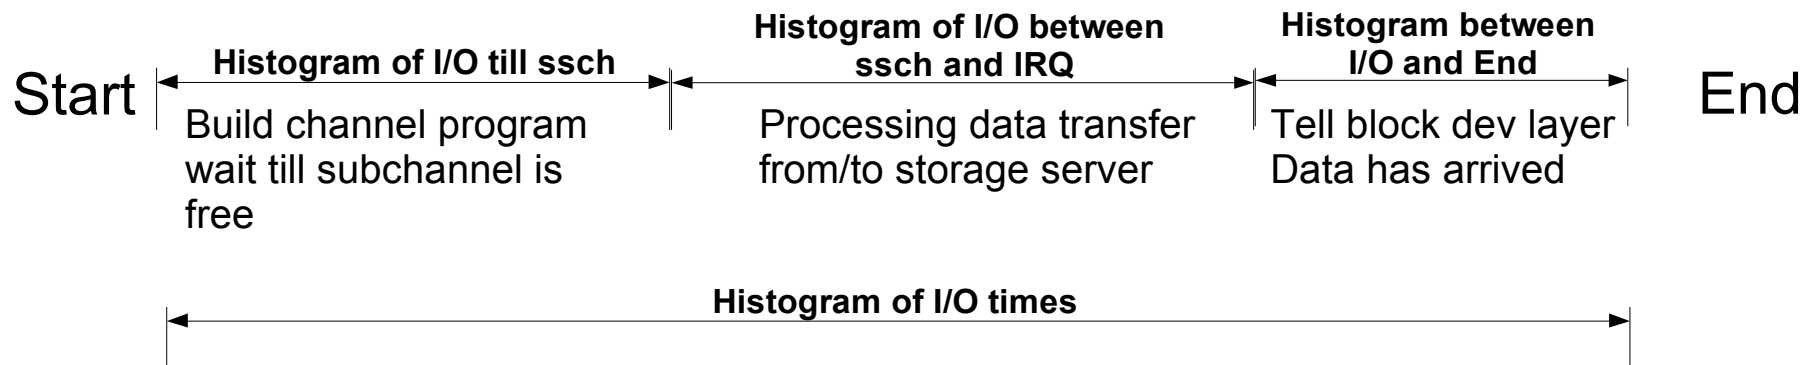 Start
Histogram of I/O till ssch
Build channel program
wait till subchannel is
free
Histogram of I/O between
ssch and IRQ
Processing data transfer
from/to storage server
Histogram between
I/O and End
Tell block dev layer
Data has arrived
End
Histogram of I/O times